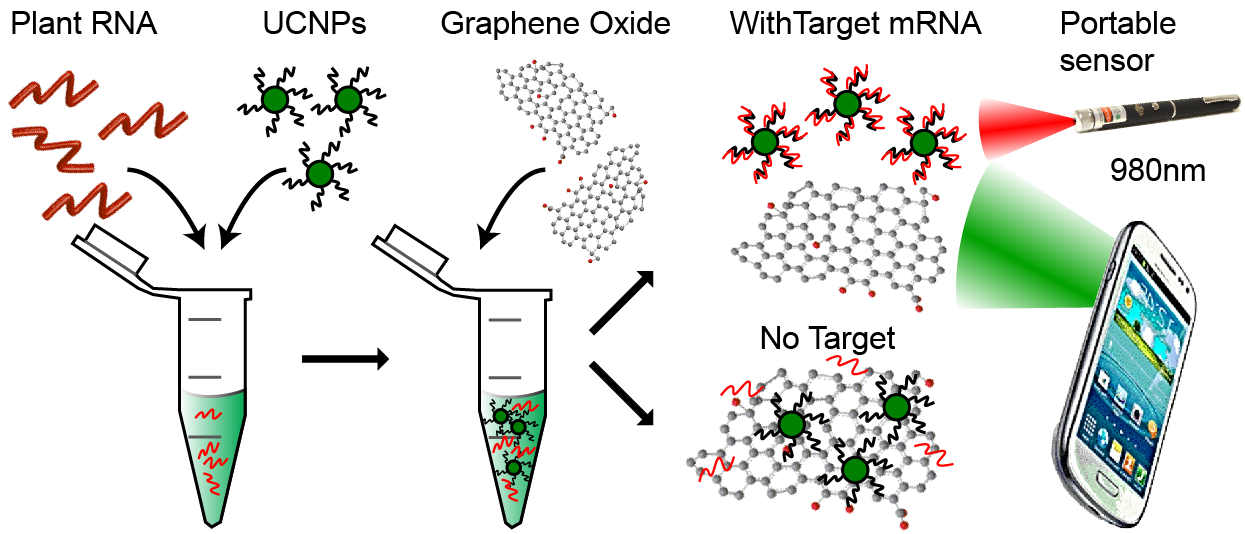 Plant RNA
UCNPs
Graphene Oxide
WithTarget mRNA
Portable
sensor
980nm
No Target